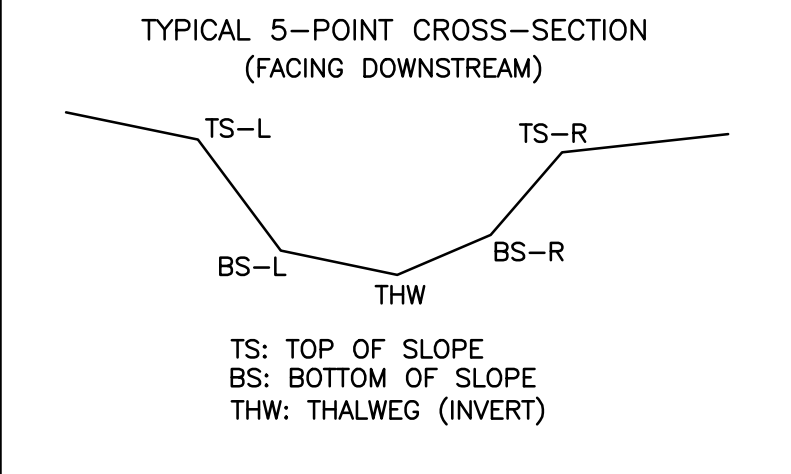 TYPICAL 5-POINT CROSS-SECTION
(FACING DOWNSTREAM)
TS-L
TS-R
BS-L
BS-R
THW
TS: TOP OF SLOPE
BS: BOTTOM OF SLOPE
THW: THALWEG (INVERT)